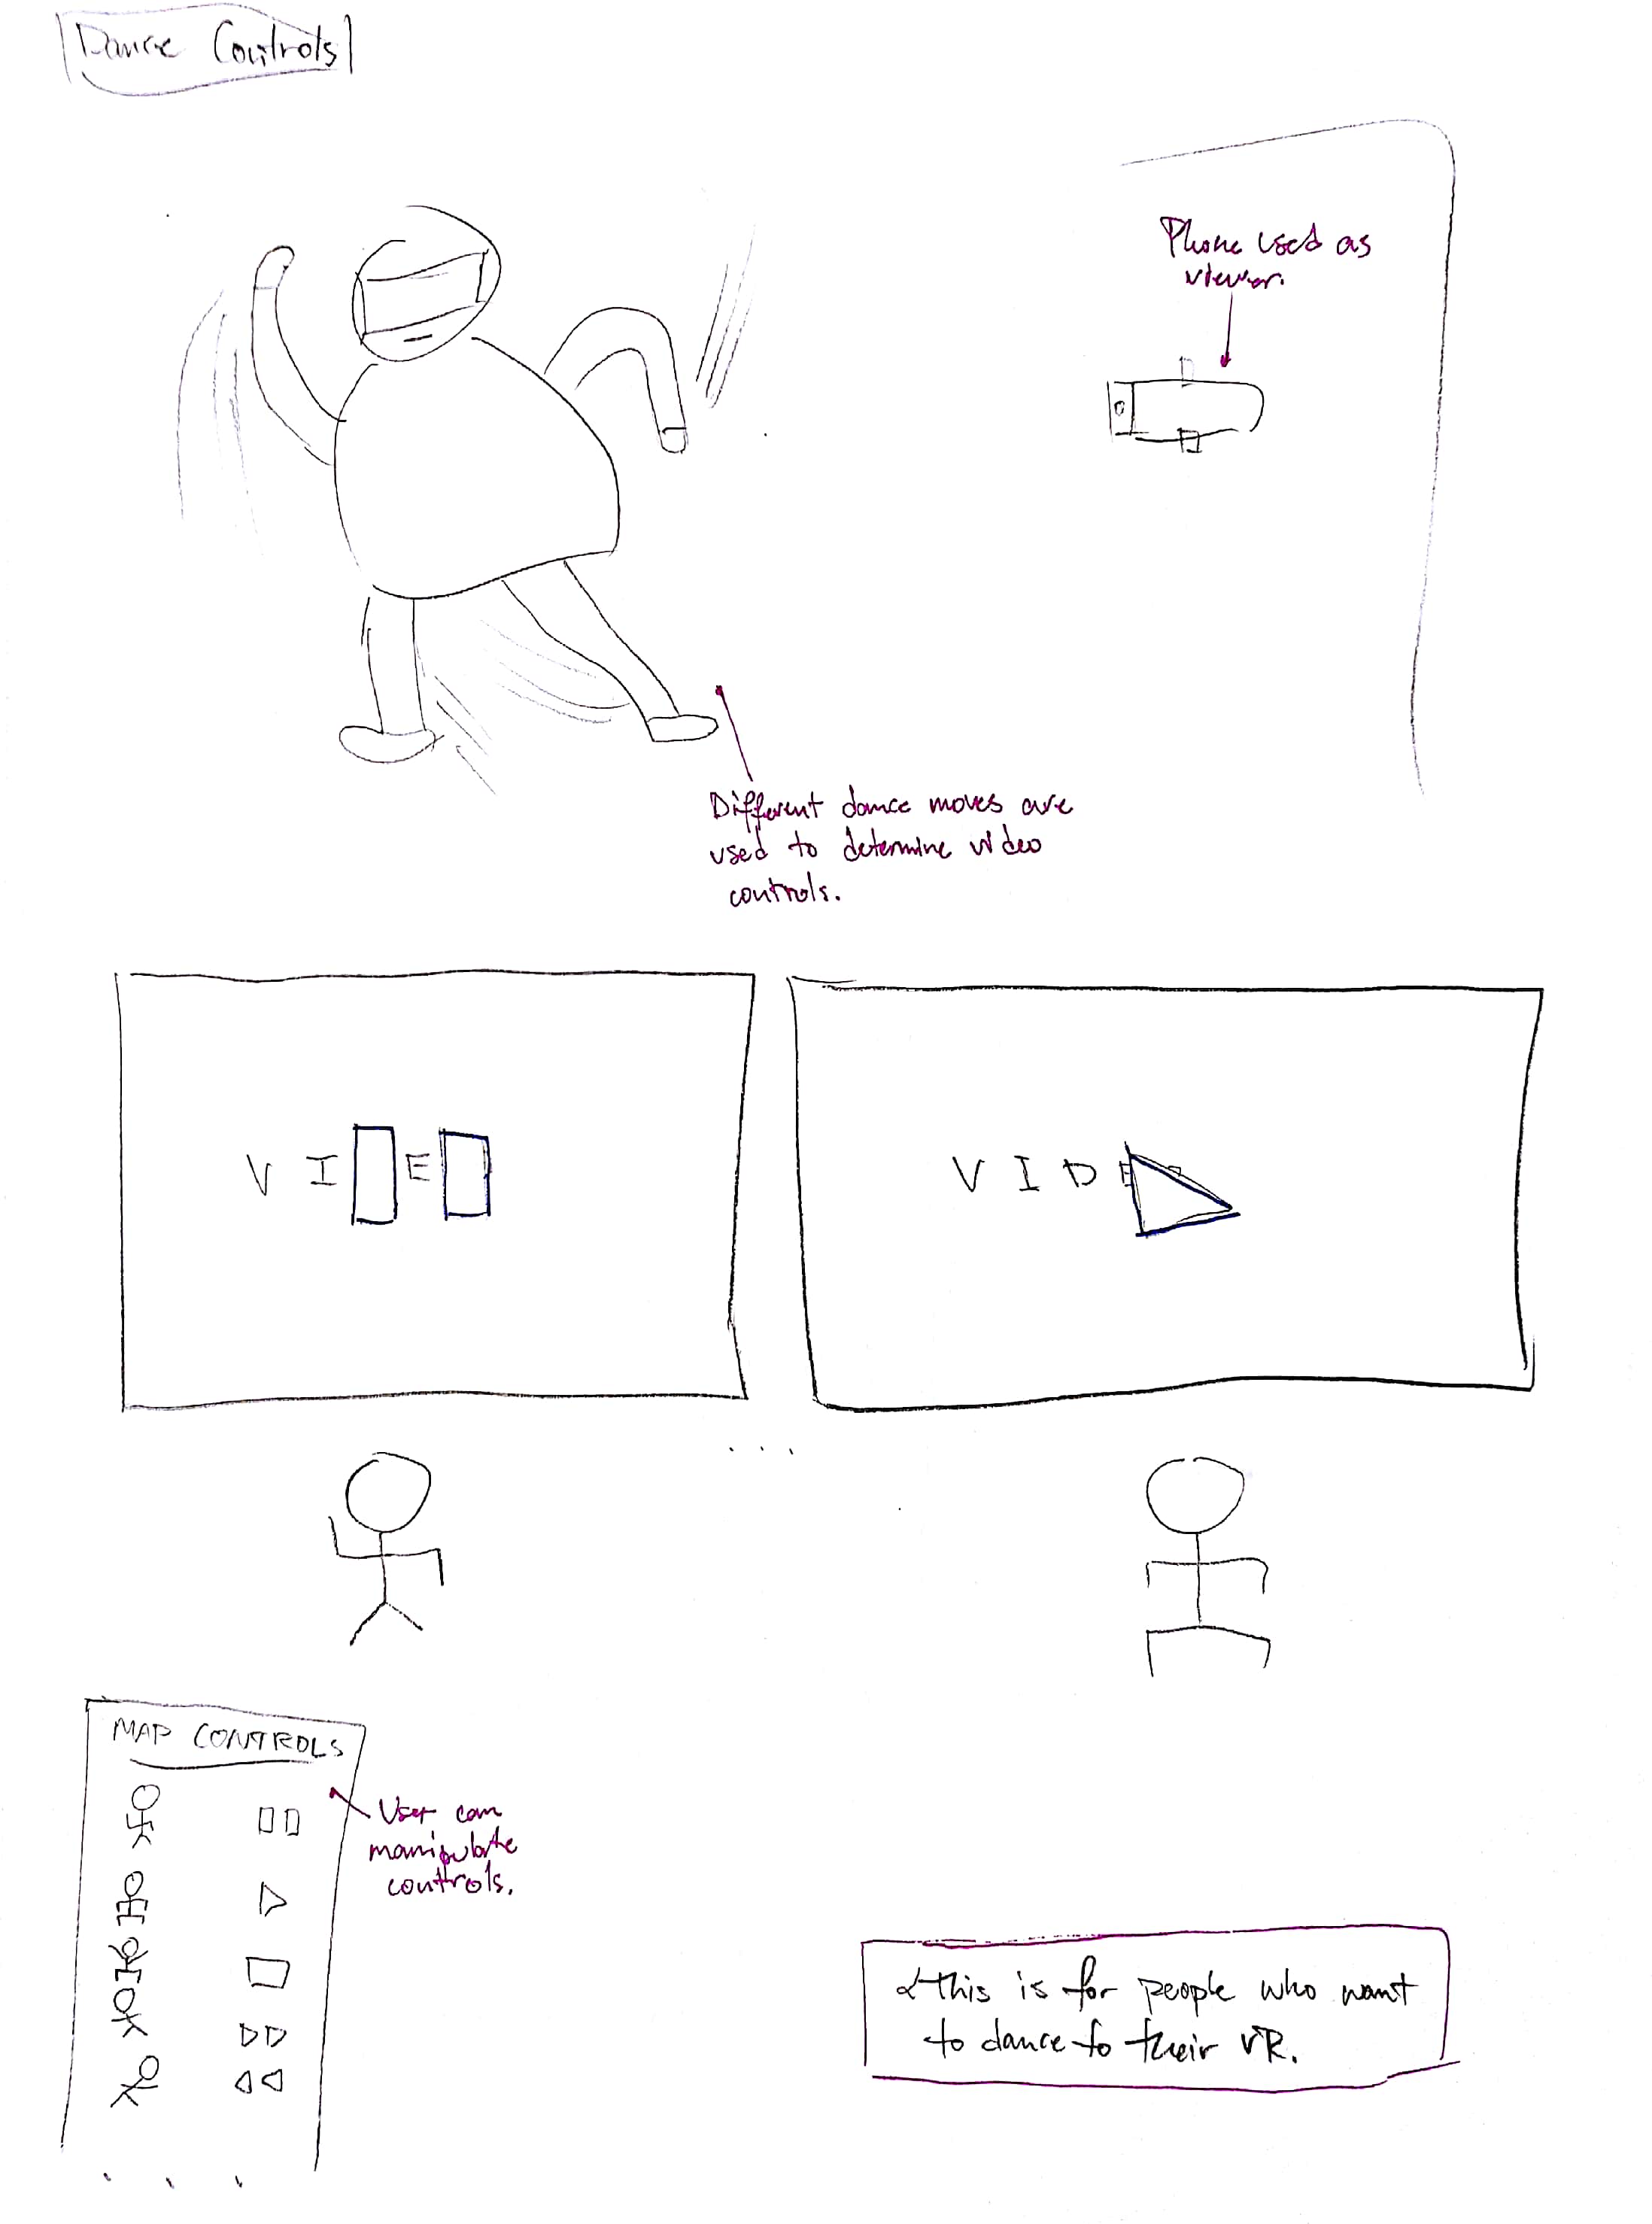 Dance Controls
Phone used as
viewer.
Different dance moves are
used to determine video
controls.
V I E
V I D E
MAP CONTROLS
User can
manipulate
controls.
this is for people who want
to dance to their VR.